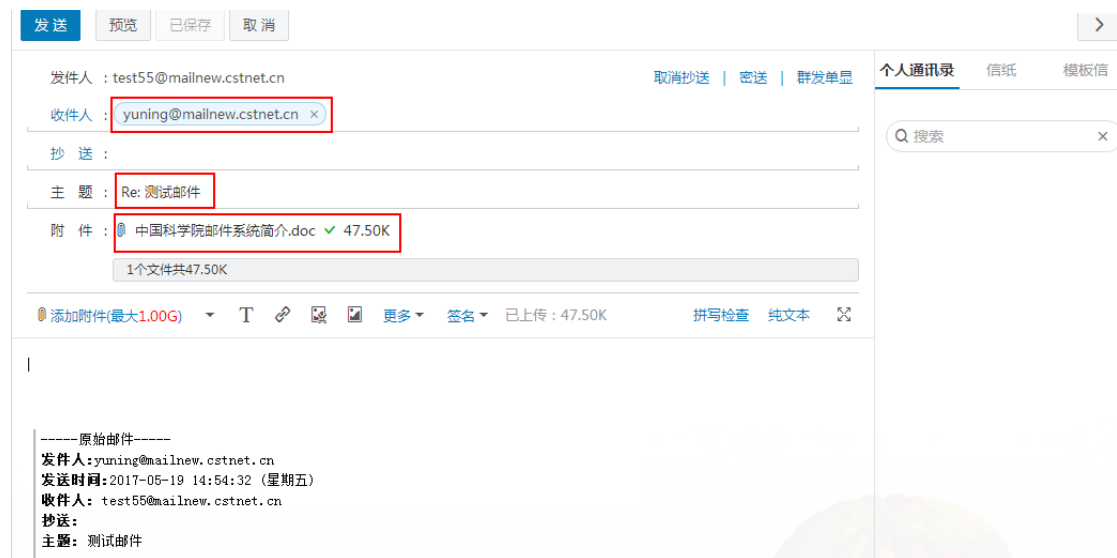 发 送 预览 已保存 取 消
发件人 : test55@mailnew.cstnet.cn 取消抄送 | 密送 | 群发单显
个人通讯录 信纸 模板信
收件人 : yuning@mailnew.cstnet.cn ×
搜索 ×
抄 送 :
主 题 : Re: 测试邮件
附 件 : 中国科学院邮件系统简介.doc ✓ 47.50K
1个文件共47.50K
添加附件(最大1.00G) T 更多 签名 已上传：47.50K 拼写检查 纯文本
-----原始邮件-----
发件人:yuning@mailnew.cstnet.cn
发送时间:2017-05-19 14:54:32 (星期五)
收件人: test55@mailnew.cstnet.cn
抄送:
主题: 测试邮件